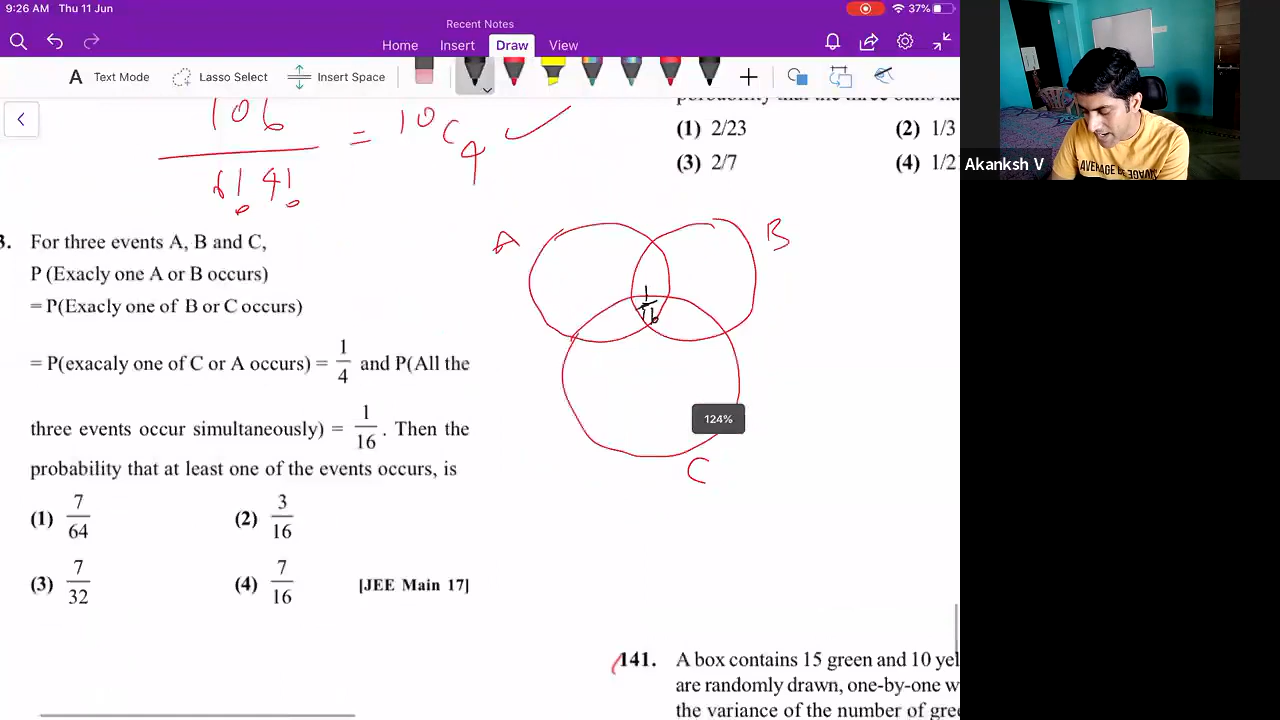 9:26 AM Thu 11 Jun
37%
Recent Notes
Home Insert Draw View
A Text Mode Lasso Select Insert Space
= 10C4
6! 4!
(1) 2/23 (2) 1/3
(3) 2/7 (4) 1/2
Akanksh V
AVERAGE
3. For three events A, B and C,
P (Exacly one A or B occurs)
= P(Exacly one of B or C occurs)
= P(exacaly one of C or A occurs) = 1/4 and P(All the
three events occur simultaneously) = 1/16. Then the
probability that at least one of the events occurs, is
(1) 7/64 (2) 3/16
(3) 7/32 (4) 7/16 [JEE Main 17]
A
B
1/16
C
124%
141. A box contains 15 green and 10 yel
are randomly drawn, one-by-one w
the variance of the number of gree